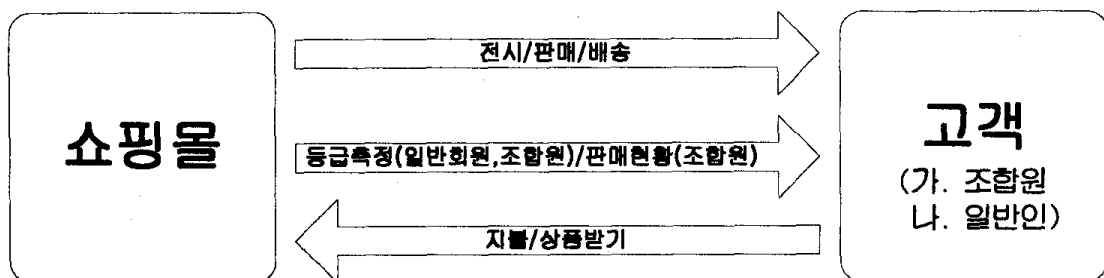 쇼핑몰
전시/판매/배송
등급측정(일반회원,조합원)/판매현황(조합원)
지불/상품받기
고객
(가. 조합원
나. 일반인)